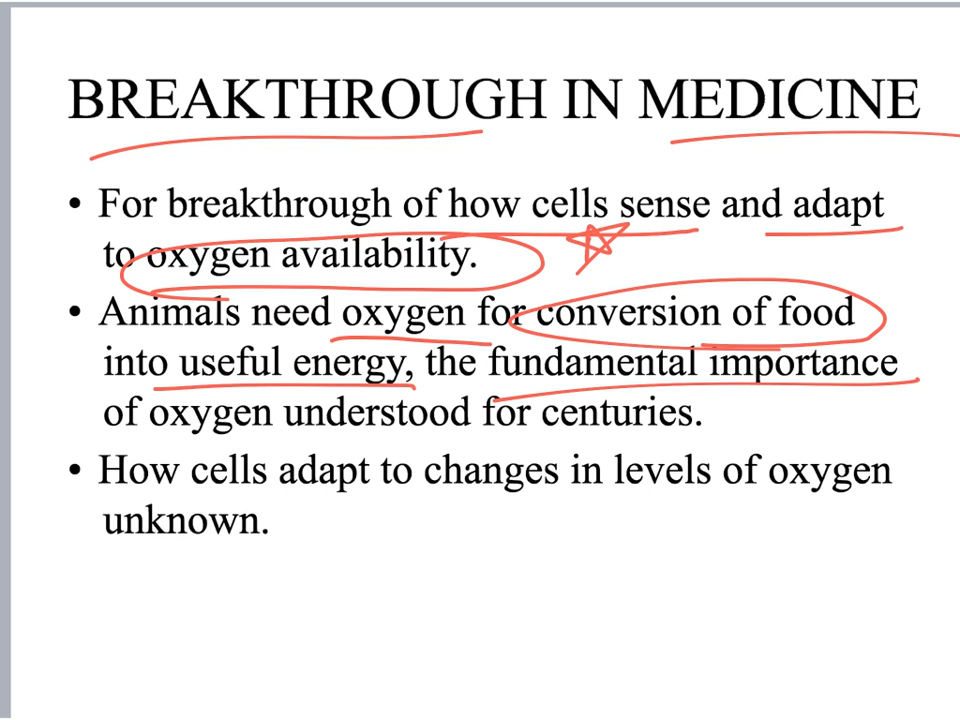 BREAKTHROUGH IN MEDICINE
• For breakthrough of how cells sense and adapt
to oxygen availability.
• Animals need oxygen for conversion of food
into useful energy, the fundamental importance
of oxygen understood for centuries.
• How cells adapt to changes in levels of oxygen
unknown.